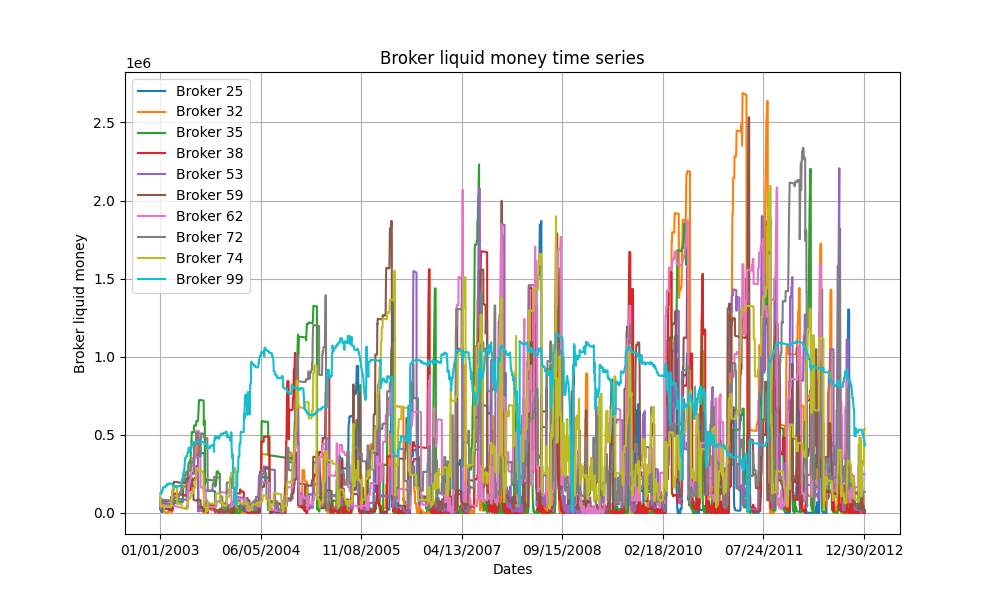 Broker liquid money time series
1e6
Broker 25
Broker 32
Broker 35
Broker 38
Broker 53
Broker 59
Broker 62
Broker 72
Broker 74
Broker 99
2.5
2.0
1.5
1.0
0.5
0.0
Broker liquid money
01/01/2003 06/05/2004 11/08/2005 04/13/2007 09/15/2008 02/18/2010 07/24/2011 12/30/2012
Dates